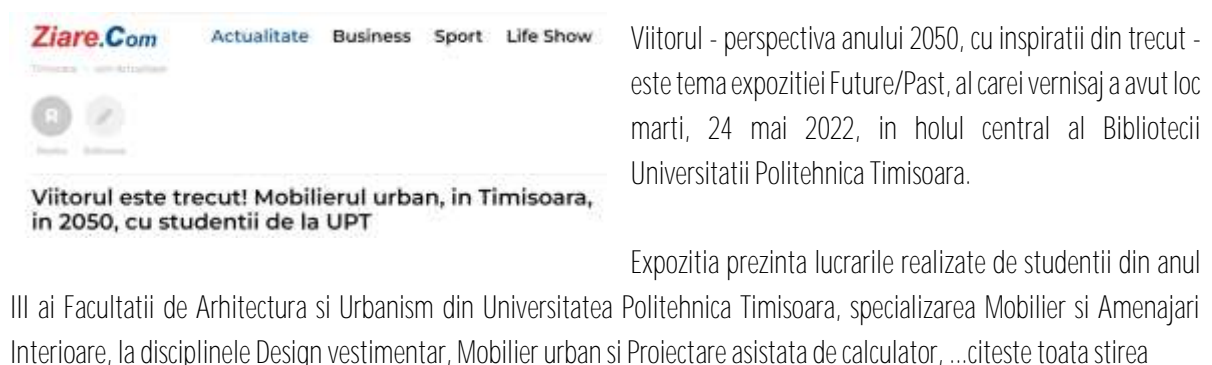 Ziare.Com
Actualitate Business Sport Life Show
Viitorul este trecut! Mobilierul urban, in Timisoara,
in 2050, cu studentii de la UPT
Viitorul - perspectiva anului 2050, cu inspiratii din trecut -
este tema expozitiei Future/Past, al carei vernisaj a avut loc
marti, 24 mai 2022, in holul central al Bibliotecii
Universitatii Politehnica Timisoara.
Expozitia prezinta lucrarile realizate de studentii din anul
III ai Facultatii de Arhitectura si Urbanism din Universitatea Politehnica Timisoara, specializarea Mobilier si Amenajari
Interioare, la disciplinele Design vestimentar, Mobilier urban si Proiectare asistata de calculator, ...citeste toata stirea